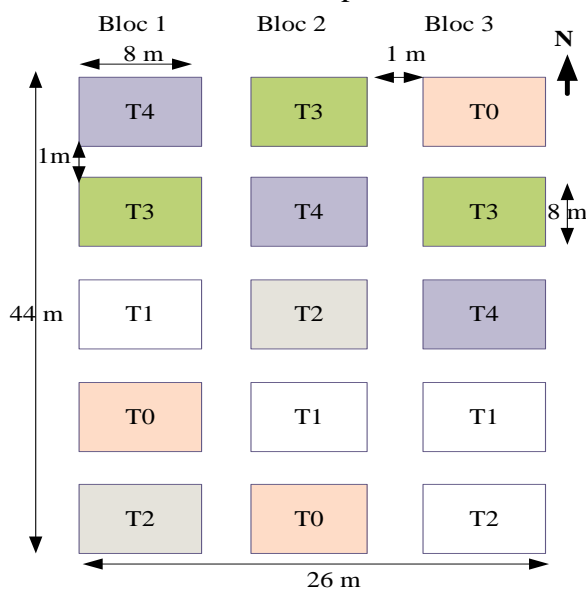 Bloc 1 Bloc 2 Bloc 3
N
8 m 1 m
T4 T3 T0
1m
T3 T4 T3 8 m
T1 T2 T4
44 m
T0 T1 T1
T2 T0 T2
26 m